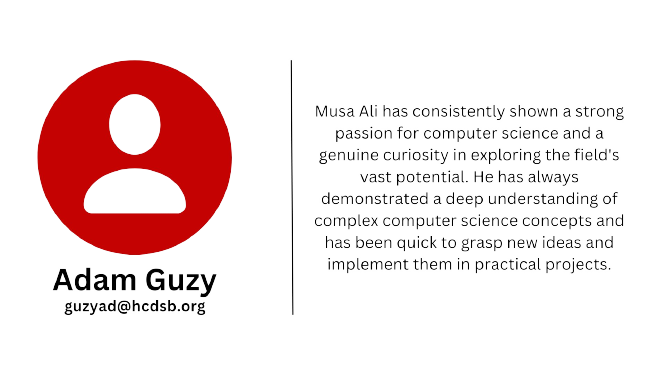 Adam Guzy
guzyad@hcdsb.org
Musa Ali has consistently shown a strong
passion for computer science and a
genuine curiosity in exploring the field's
vast potential. He has always
demonstrated a deep understanding of
complex computer science concepts and
has been quick to grasp new ideas and
implement them in practical projects.